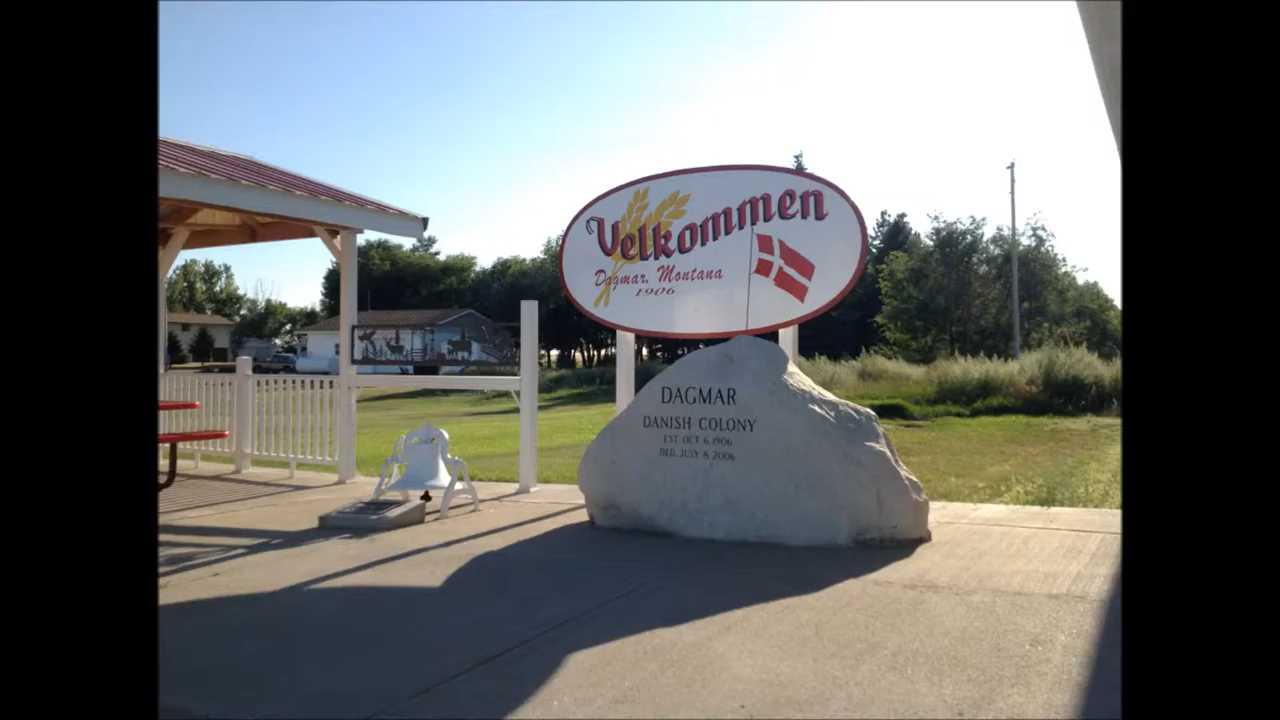 Velkommen
Dagmar, Montana
1906
DAGMAR
DANISH COLONY
EST OCT 6, 1906
DED. JULY 8, 2006